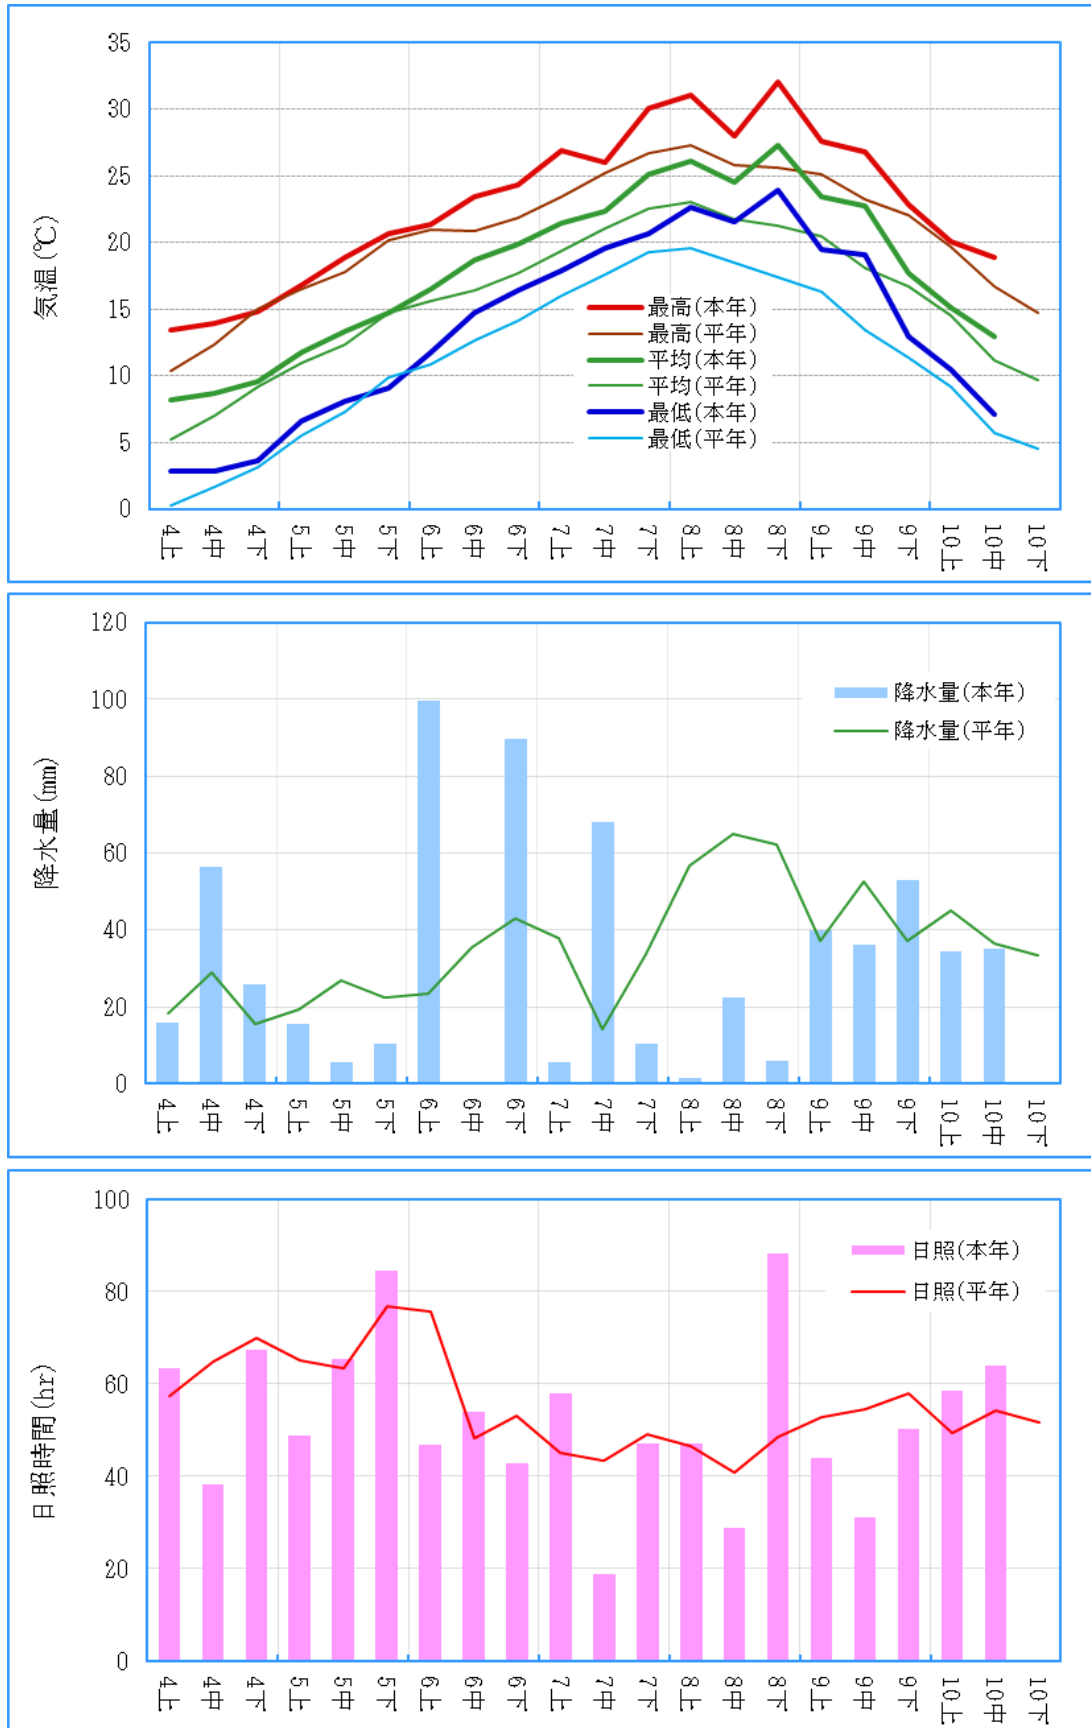 35
30
25
20
15
10
5
0
気温(℃)
最高(本年)
最高(平年)
平均(本年)
平均(平年)
最低(本年)
最低(平年)
4上 4中 4下 5上 5中 5下 6上 6中 6下 7上 7中 7下 8上 8中 8下 9上 9中 9下 10上 10中 10下
120
100
80
60
40
20
0
降水量(mm)
降水量(本年)
降水量(平年)
4上 4中 4下 5上 5中 5下 6上 6中 6下 7上 7中 7下 8上 8中 8下 9上 9中 9下 10上 10中 10下
100
80
60
40
20
0
日照時間(hr)
日照(本年)
日照(平年)
4上 4中 4下 5上 5中 5下 6上 6中 6下 7上 7中 7下 8上 8中 8下 9上 9中 9下 10上 10中 10下